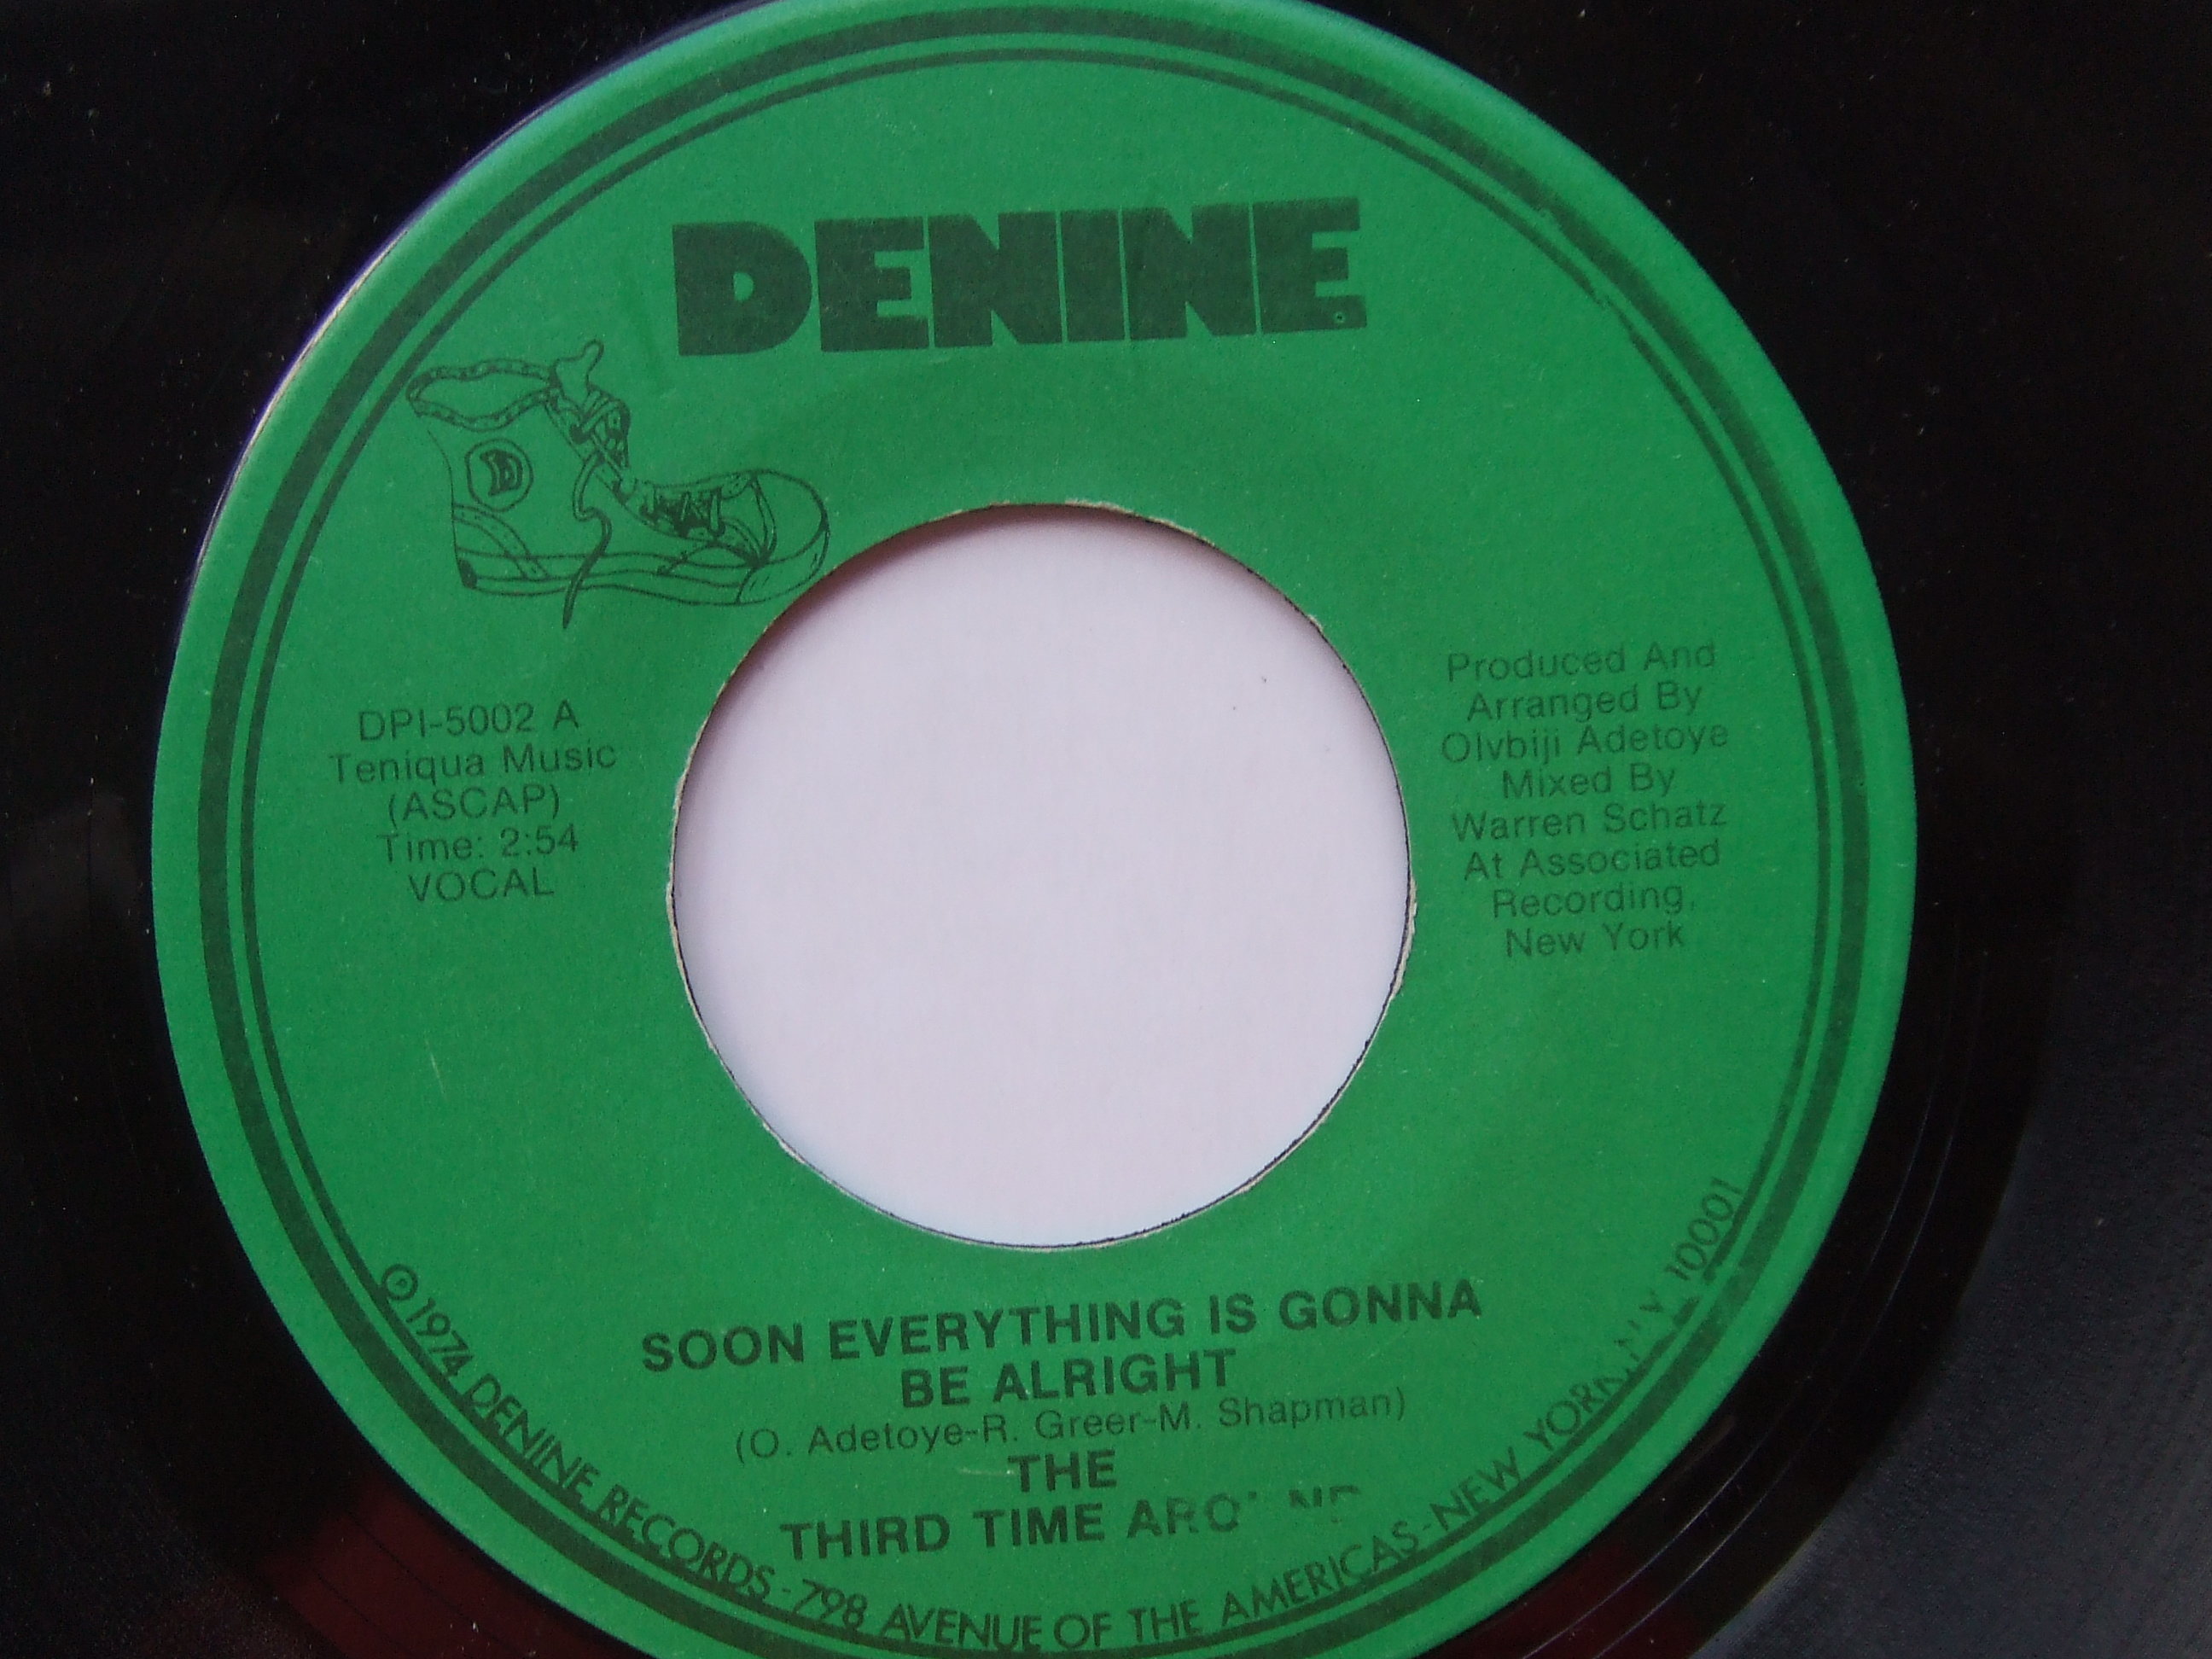 DENINE
D
DPI-5002 A
Teniqua Music
(ASCAP)
Time: 2:54
VOCAL
Produced And
Arranged By
Olvbiji Adetoye
Mixed By
Warren Schatz
At Associated
Recording,
New York
SOON EVERYTHING IS GONNA
BE ALRIGHT
(O. Adetoye-R. Greer-M. Shapman)
THE
THIRD TIME AROUND
℗ 1974 DENINE RECORDS - 798 AVENUE OF THE AMERICAS - NEW YORK, N.Y. 10001